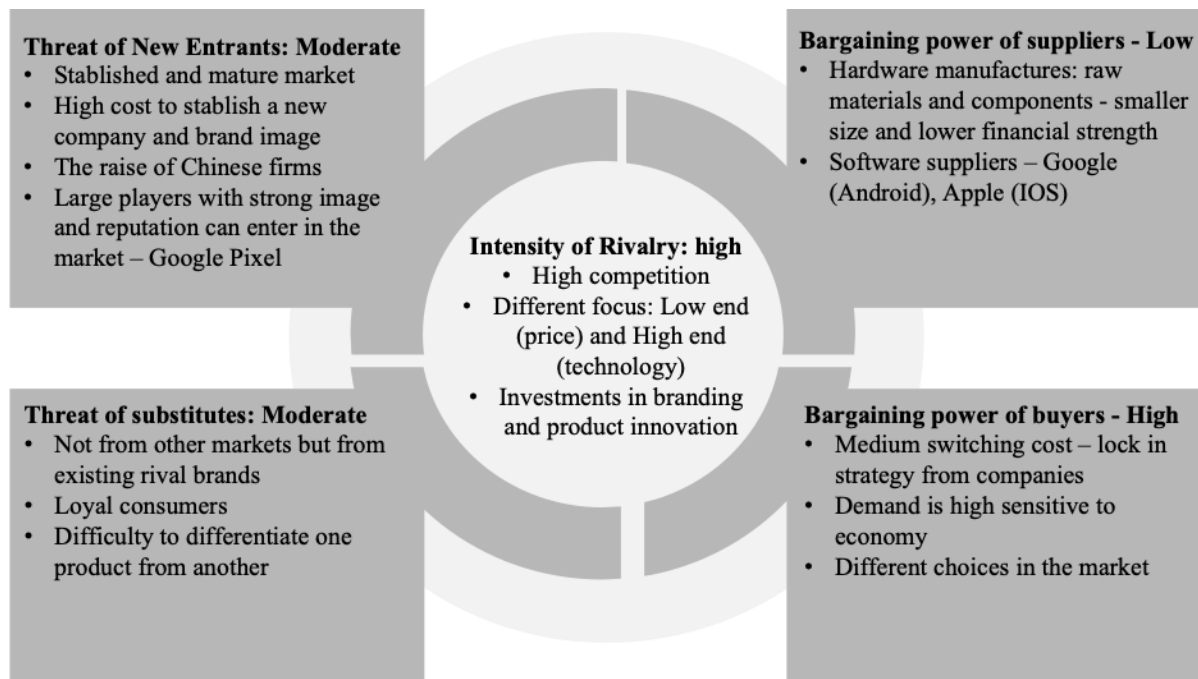 Threat of New Entrants: Moderate
• Stablished and mature market
• High cost to stablish a new
company and brand image
• The raise of Chinese firms
• Large players with strong image
and reputation can enter in the
market – Google Pixel
Bargaining power of suppliers - Low
• Hardware manufactures: raw
materials and components - smaller
size and lower financial strength
• Software suppliers – Google
(Android), Apple (IOS)
Intensity of Rivalry: high
• High competition
• Different focus: Low end
(price) and High end
(technology)
• Investments in branding
and product innovation
Threat of substitutes: Moderate
• Not from other markets but from
existing rival brands
• Loyal consumers
• Difficulty to differentiate one
product from another
Bargaining power of buyers - High
• Medium switching cost – lock in
strategy from companies
• Demand is high sensitive to
economy
• Different choices in the market